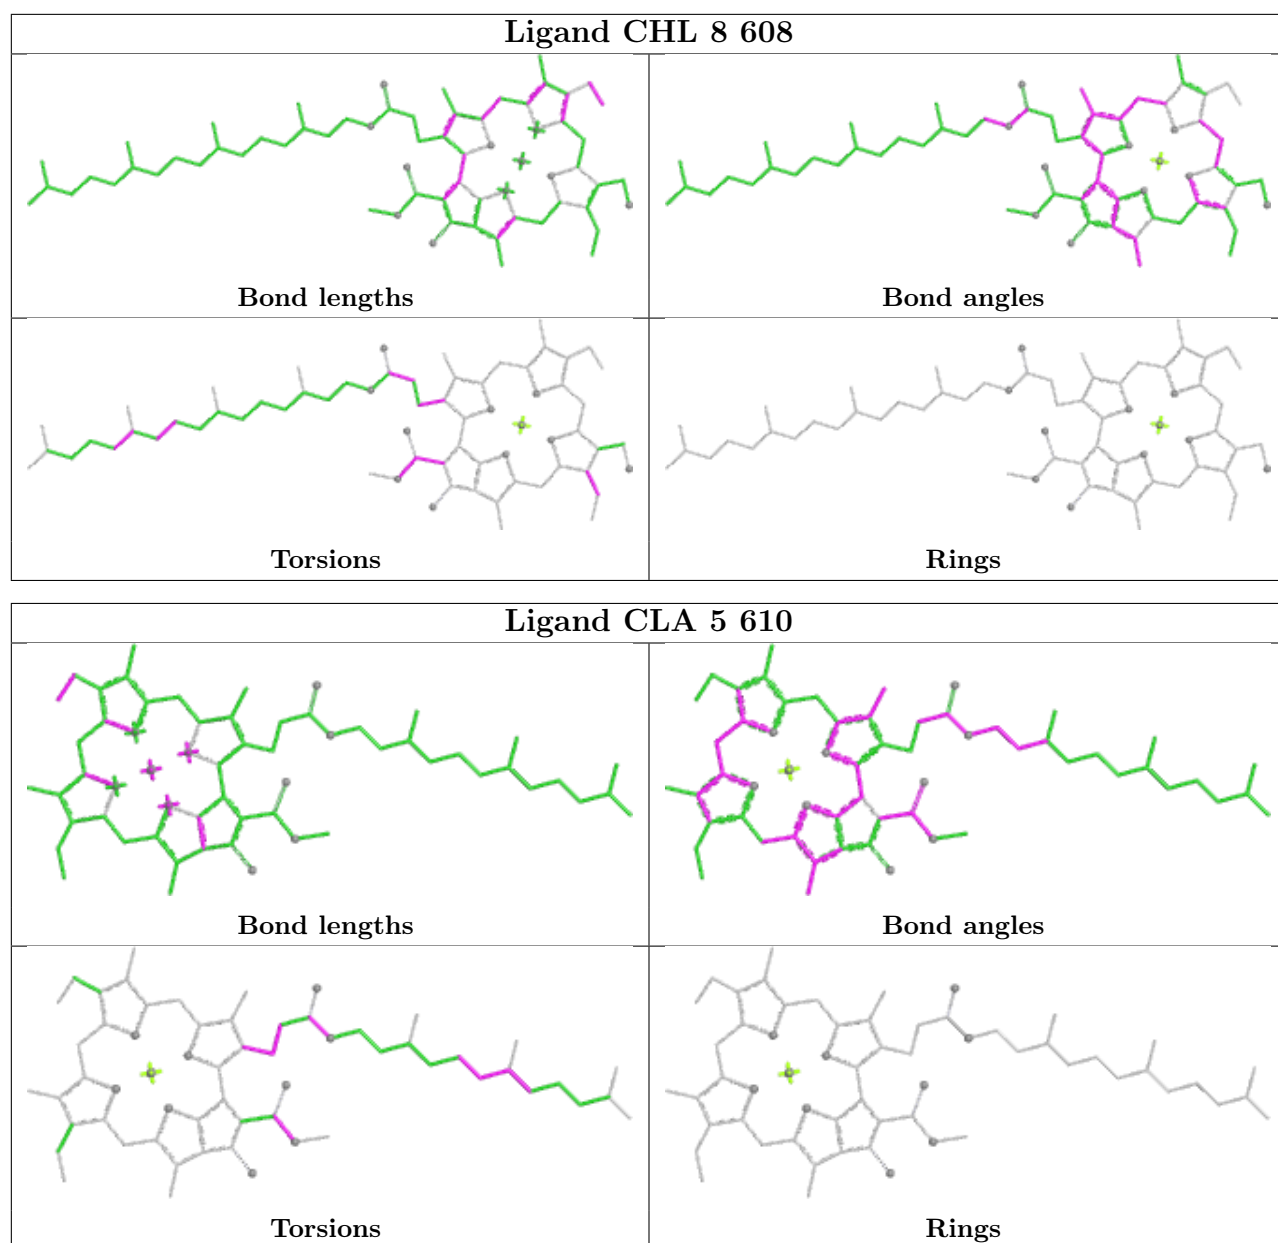 Ligand CHL 8 608
Bond lengths
Bond angles
Torsions
Rings
Ligand CLA 5 610
Bond lengths
Bond angles
Torsions
Rings